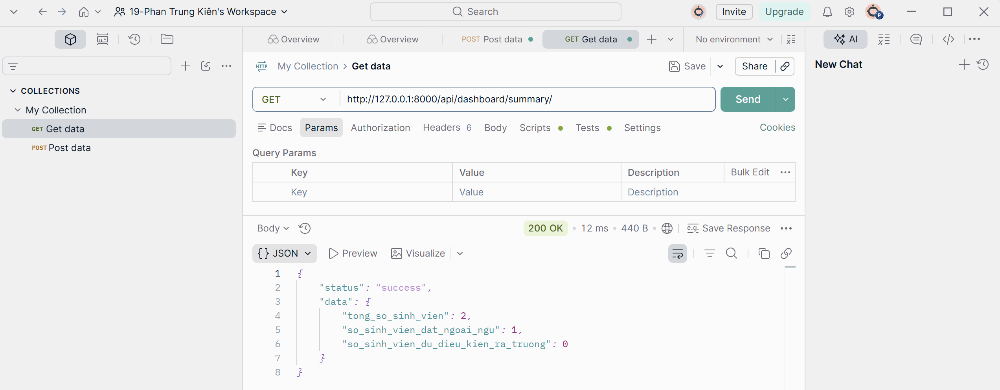 19-Phan Trung Kiên's Workspace
Search
Invite
Upgrade
P
Overview
Overview
POST Post data
GET Get data
No environment
AI
COLLECTIONS
My Collection
GET Get data
POST Post data
HTTP
My Collection > Get data
Save
Share
New Chat
GET
http://127.0.0.1:8000/api/dashboard/summary/
Send
Docs
Params
Authorization
Headers 6
Body
Scripts
Tests
Settings
Cookies
Query Params
Key
Value
Description
Bulk Edit
Key
Value
Description
Body
200 OK
12 ms
440 B
e.g.
Save Response
{} JSON
Preview
Visualize
1 {
2 "status": "success",
3 "data": {
4 "tong_so_sinh_vien": 2,
5 "so_sinh_vien_dat_ngoai_ngu": 1,
6 "so_sinh_vien_du_dieu_kien_ra_truong": 0
7 }
8 }